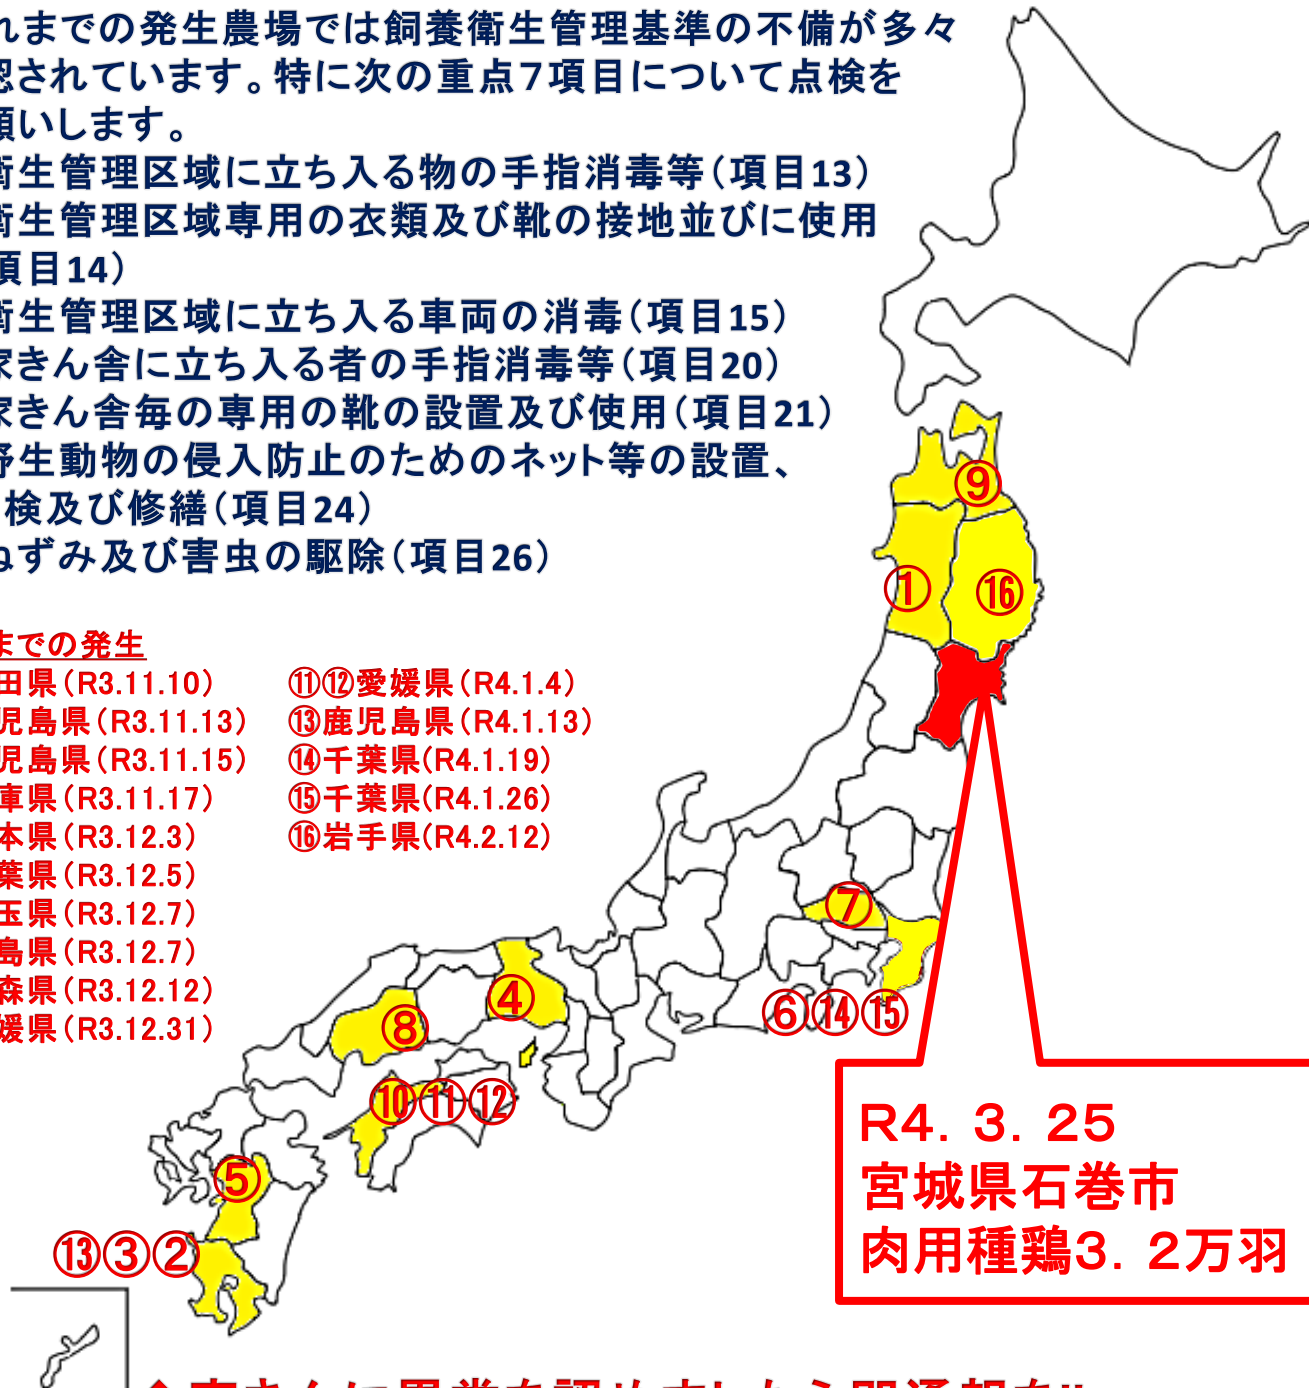 れまでの発生農場では飼養衛生管理基準の不備が多々
認されています。特に次の重点７項目について点検を
願いします。
衛生管理区域に立ち入る物の手指消毒等（項目13）
衛生管理区域専用の衣類及び靴の接地並びに使用
項目14）
衛生管理区域に立ち入る車両の消毒（項目15）
家きん舎に立ち入る者の手指消毒等（項目20）
家きん舎毎の専用の靴の設置及び使用（項目21）
野生動物の侵入防止のためのネット等の設置、
検及び修繕（項目24）
ねずみ及び害虫の駆除（項目26）
までの発生
田県（R3.11.10）
児島県（R3.11.13）
児島県（R3.11.15）
庫県（R3.11.17）
本県（R3.12.3）
葉県（R3.12.5）
玉県（R3.12.7）
島県（R3.12.7）
森県（R3.12.12）
媛県（R3.12.31）
⑪⑫愛媛県（R4.1.4）
⑬鹿児島県（R4.1.13）
⑭千葉県(R4.1.19)
⑮千葉県(R4.1.26)
⑯岩手県(R4.2.12)
⑨
①
⑯
⑦
④
⑧
⑥⑭⑮
⑩⑪⑫
⑤
⑬③②
R4．3．25
宮城県石巻市
肉用種鶏3．2万羽